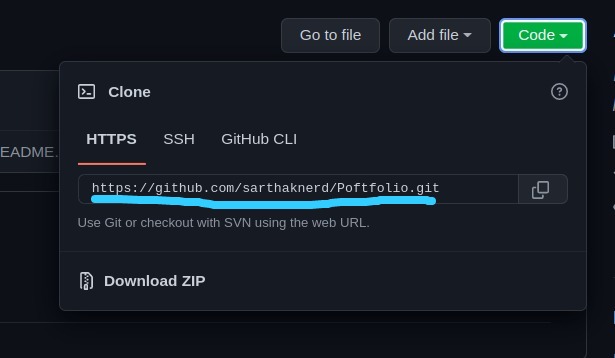 Go to file Add file Code
Clone
HTTPS SSH GitHub CLI
EADME.
https://github.com/sarthaknerd/Poftfolio.git
Use Git or checkout with SVN using the web URL.
Download ZIP